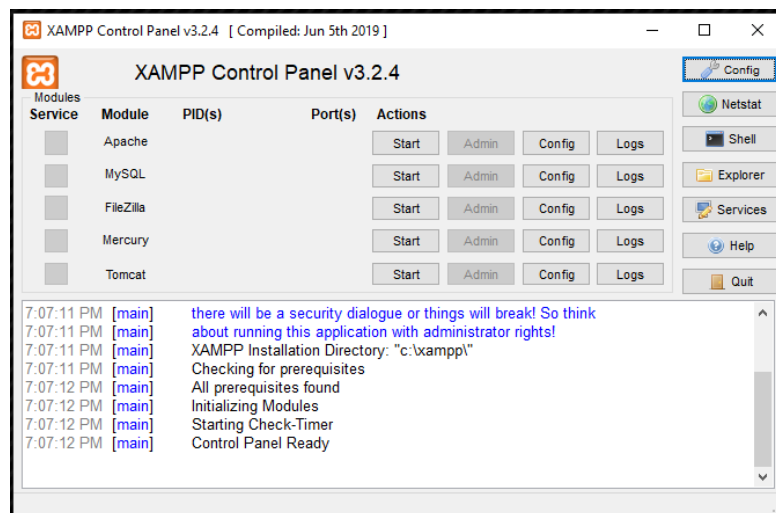 XAMPP Control Panel v3.2.4 [ Compiled: Jun 5th 2019 ]
XAMPP Control Panel v3.2.4
Config
Modules
Netstat
Service Module PID(s) Port(s) Actions
Apache Start Admin Config Logs
Shell
MySQL Start Admin Config Logs
Explorer
FileZilla Start Admin Config Logs
Services
Mercury Start Admin Config Logs
Help
Tomcat Start Admin Config Logs
Quit
7:07:11 PM [main] there will be a security dialogue or things will break! So think
7:07:11 PM [main] about running this application with administrator rights!
7:07:11 PM [main] XAMPP Installation Directory: "c:\xampp\"
7:07:11 PM [main] Checking for prerequisites
7:07:12 PM [main] All prerequisites found
7:07:12 PM [main] Initializing Modules
7:07:12 PM [main] Starting Check-Timer
7:07:12 PM [main] Control Panel Ready